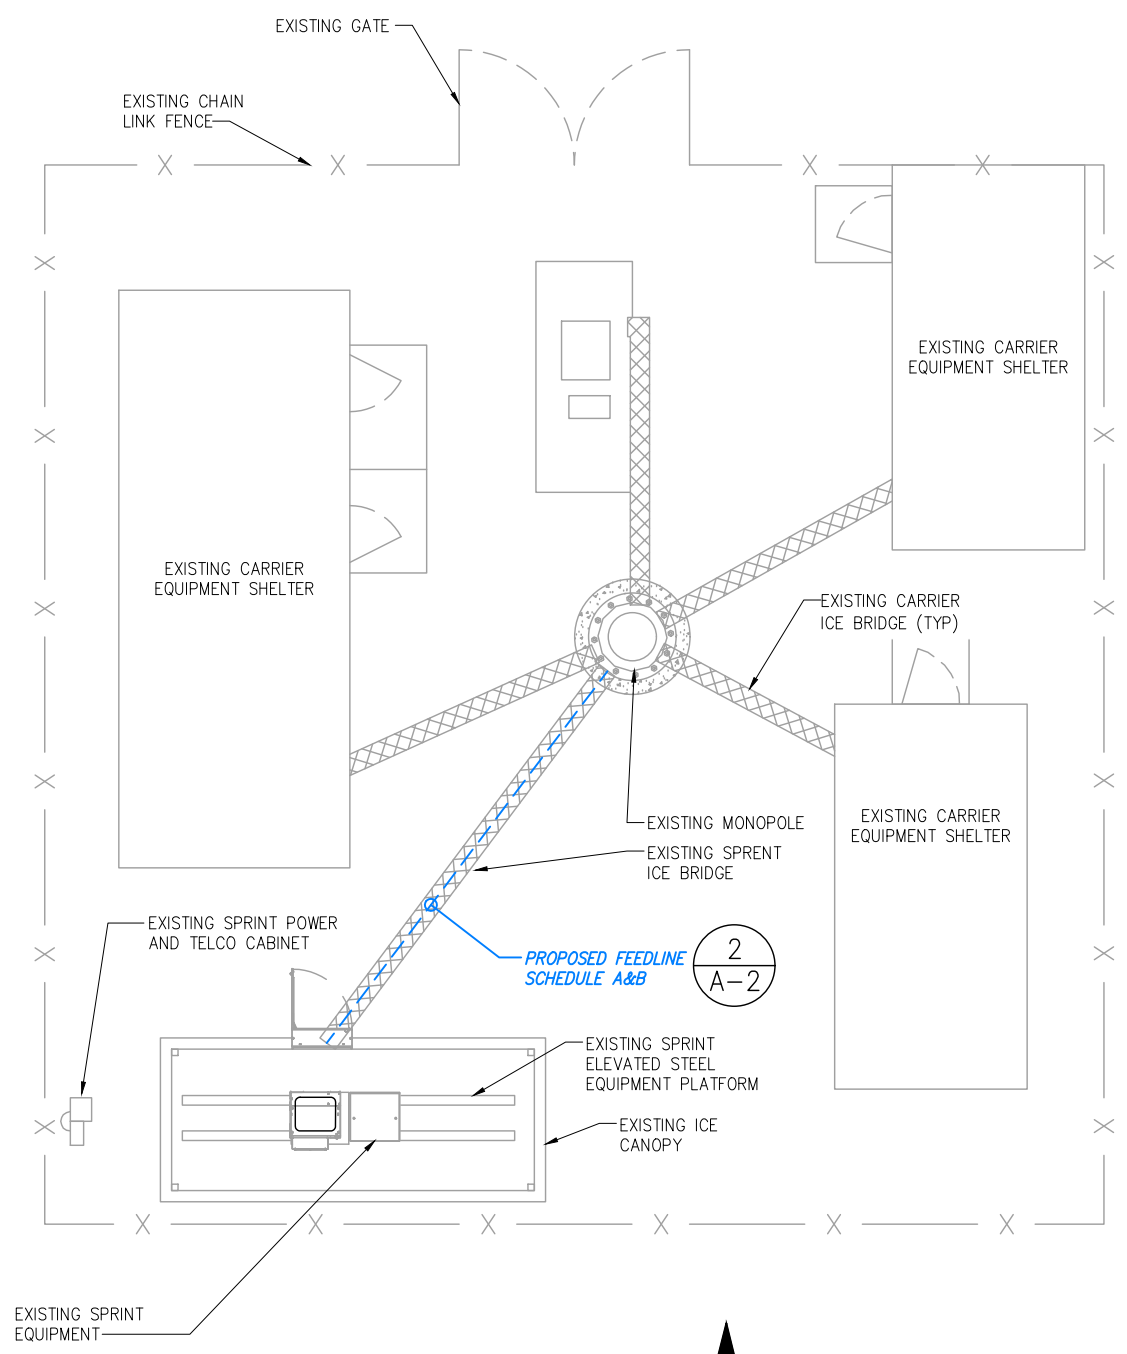 EXISTING GATE
EXISTING CHAIN
LINK FENCE
EXISTING CARRIER
EQUIPMENT SHELTER
EXISTING CARRIER
EQUIPMENT SHELTER
EXISTING CARRIER
ICE BRIDGE (TYP)
EXISTING MONOPOLE
EXISTING CARRIER
EQUIPMENT SHELTER
EXISTING SPRENT
ICE BRIDGE
EXISTING SPRINT POWER
AND TELCO CABINET
PROPOSED FEEDLINE
SCHEDULE A&B
2
A-2
EXISTING SPRINT
ELEVATED STEEL
EQUIPMENT PLATFORM
EXISTING ICE
CANOPY
EXISTING SPRINT
EQUIPMENT